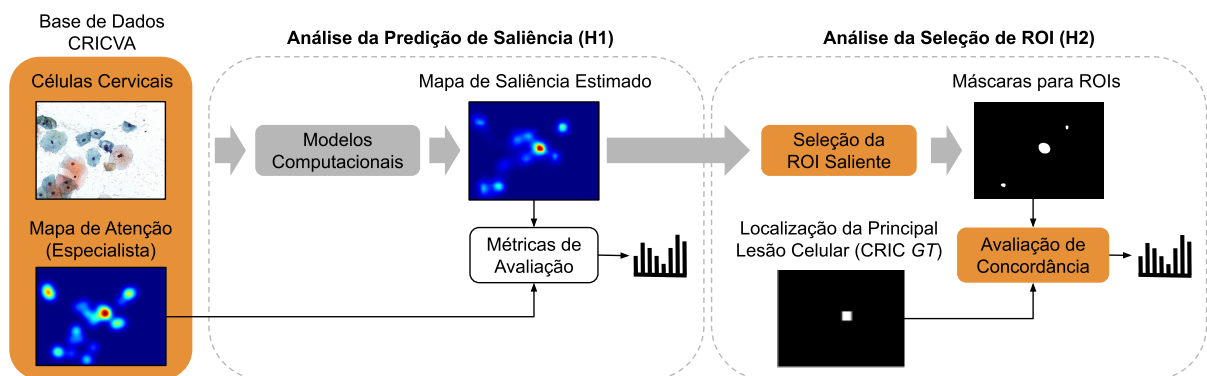 Base de Dados
CRICVA
Células Cervicais
Mapa de Atenção
(Especialista)
Análise da Predição de Saliência (H1)
Mapa de Saliência Estimado
Modelos
Computacionais
Métricas de
Avaliação
Análise da Seleção de ROI (H2)
Máscaras para ROIs
Seleção da
ROI Saliente
Localização da Principal
Lesão Celular (CRIC GT)
Avaliação de
Concordância